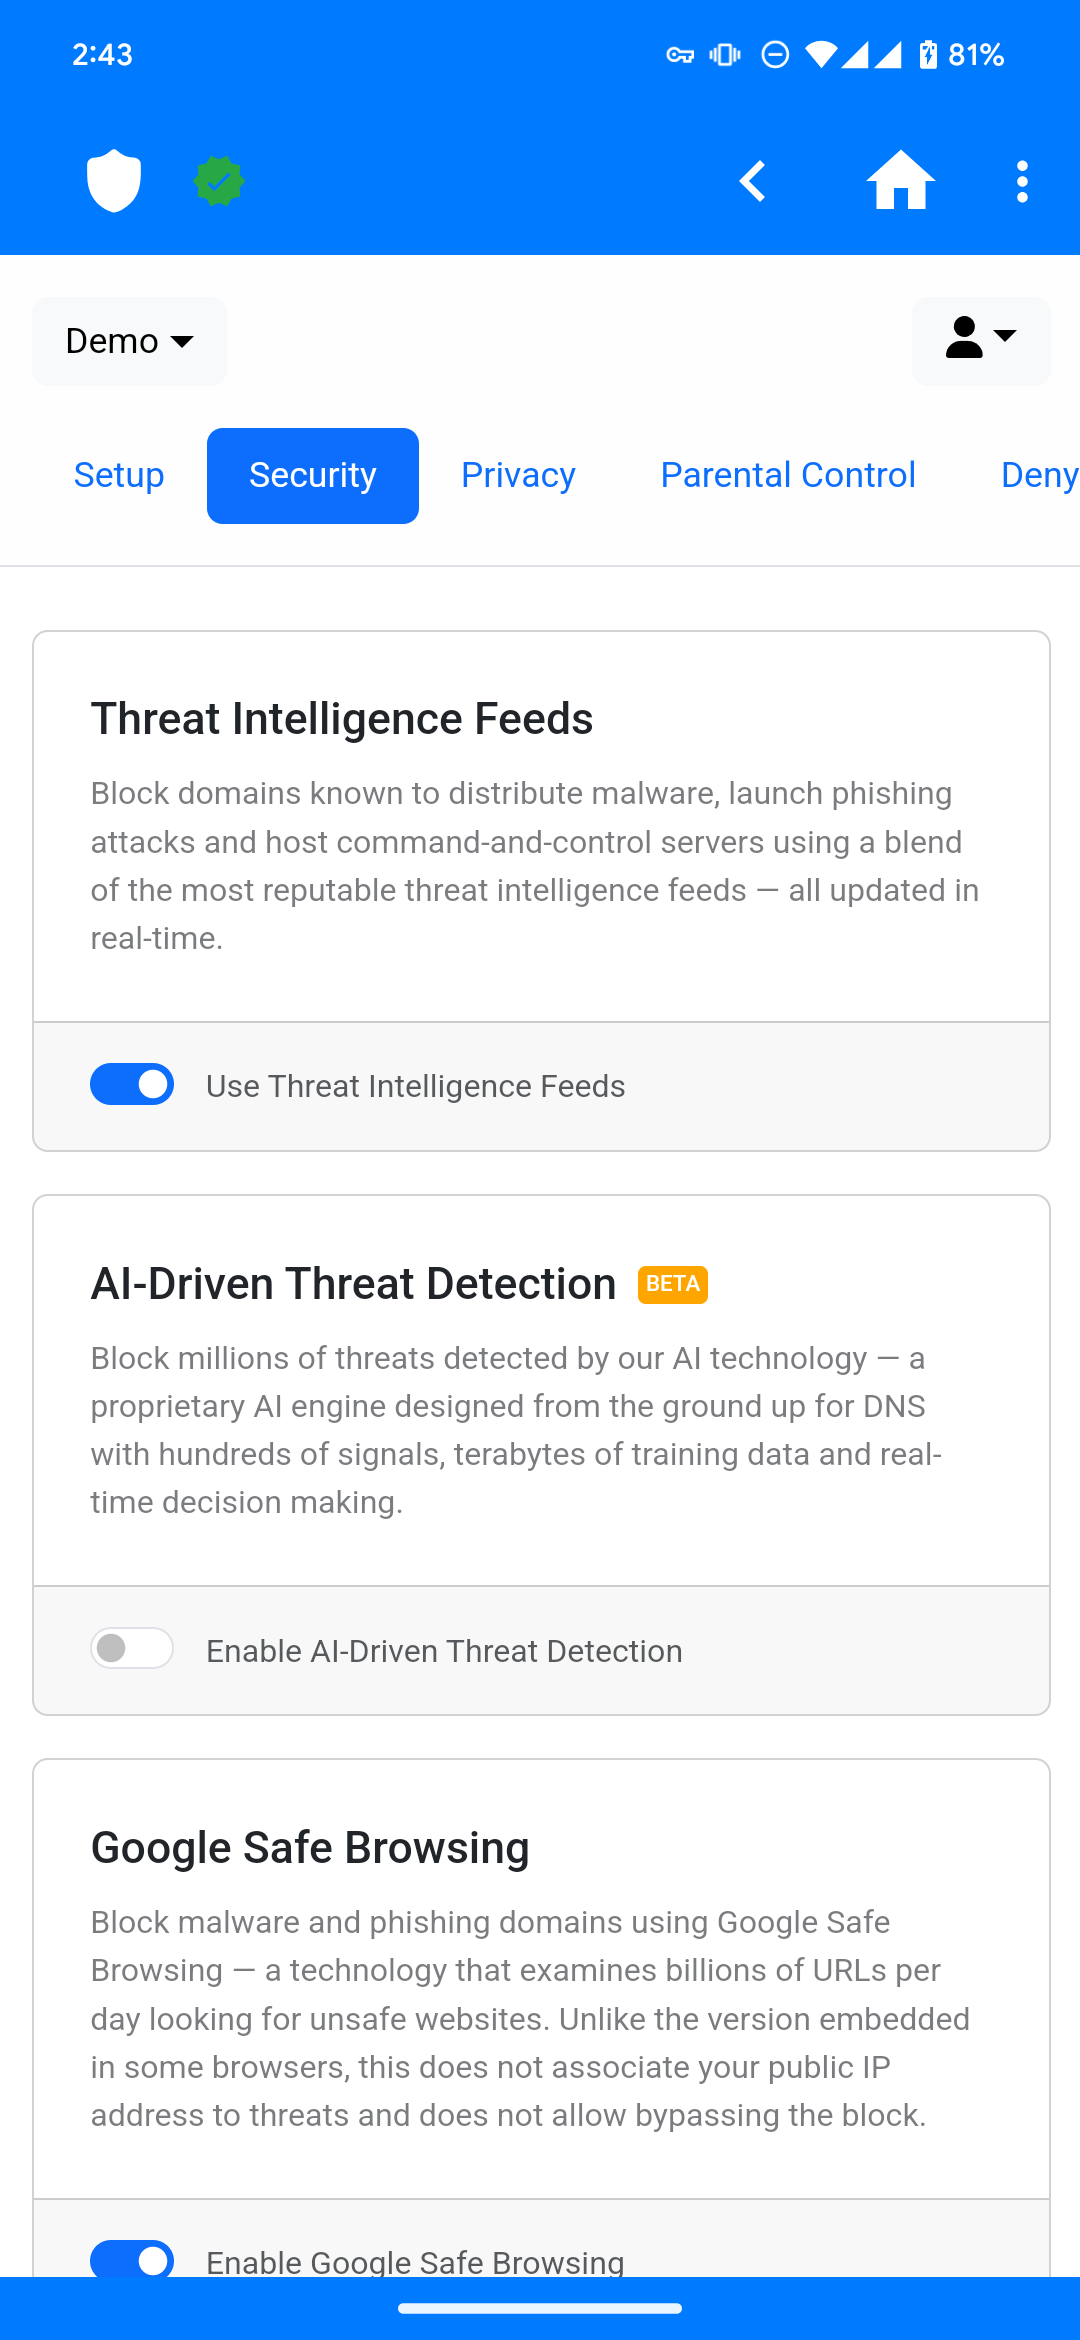 2:43
81%
Demo
Setup Security Privacy Parental Control Deny
Threat Intelligence Feeds
Block domains known to distribute malware, launch phishing
attacks and host command-and-control servers using a blend
of the most reputable threat intelligence feeds — all updated in
real-time.
Use Threat Intelligence Feeds
AI-Driven Threat Detection BETA
Block millions of threats detected by our AI technology — a
proprietary AI engine designed from the ground up for DNS
with hundreds of signals, terabytes of training data and real-
time decision making.
Enable AI-Driven Threat Detection
Google Safe Browsing
Block malware and phishing domains using Google Safe
Browsing — a technology that examines billions of URLs per
day looking for unsafe websites. Unlike the version embedded
in some browsers, this does not associate your public IP
address to threats and does not allow bypassing the block.
Enable Google Safe Browsing